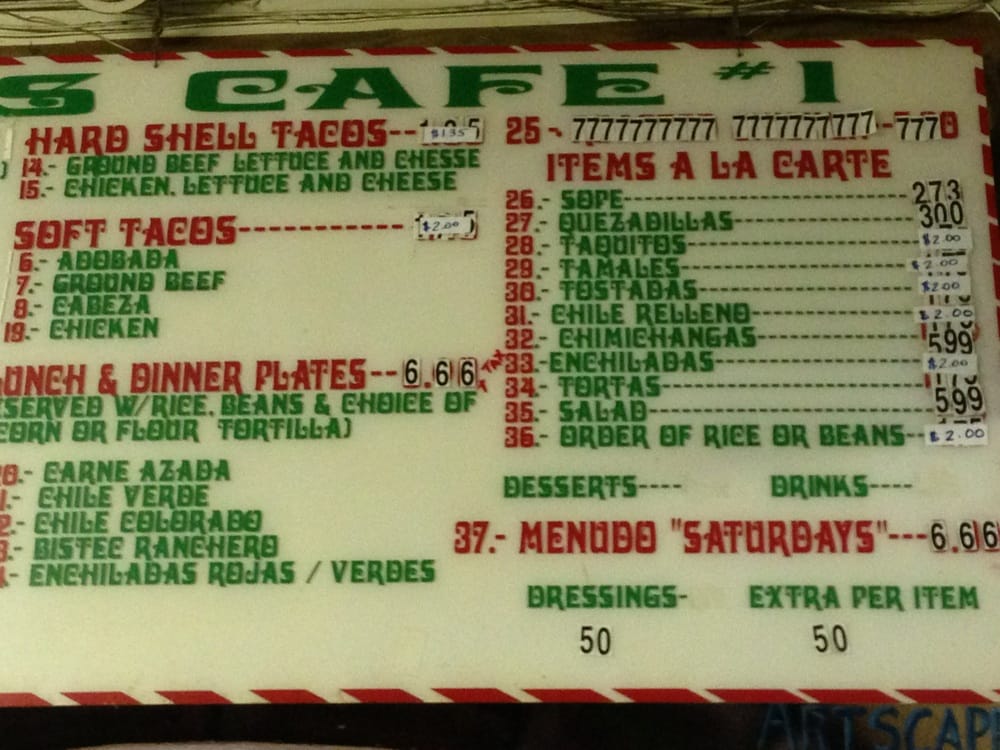 S CAFE #1
HARD SHELL TACOS-- $1.35
14.- GROUND BEEF LETTUCE AND CHESSE
15.- CHICKEN, LETTUCE AND CHEESE
SOFT TACOS----------- $2.00
6.- ADOBADA
7.- GROUND BEEF
8.- CABEZA
19.- CHICKEN
LUNCH & DINNER PLATES--6.66
+ TAX
SERVED W/RICE, BEANS & CHOICE OF
CORN OR FLOUR TORTILLA)
20.- CARNE AZADA
1.- CHILE VERDE
2.- CHILE COLORADO
3.- BISTEC RANCHERO
ENCHILADAS ROJAS / VERDES
25 - 7777777777 7777777777 -7770
ITEMS A LA CARTE
26.- SOPE---------- 273
27.- QUEZADILLAS---------- 300
28.- TAQUITOS---------- $2.00
29.- TAMALES---------- $2.00
30.- TOSTADAS---------- $2.00
31.- CHILE RELLENO---------- $2.00
32.- CHIMICHANGAS---------- 599
33.-ENCHILADAS---------- $2.00
34.- TORTAS---------- 599
35.- SALAD----------
36.- ORDER OF RICE OR BEANS-- $2.00
DESSERTS---- DRINKS----
37.- MENUDO "SATURDAYS"---6.66
DRESSINGS- EXTRA PER ITEM
50 50
ARTSCAP